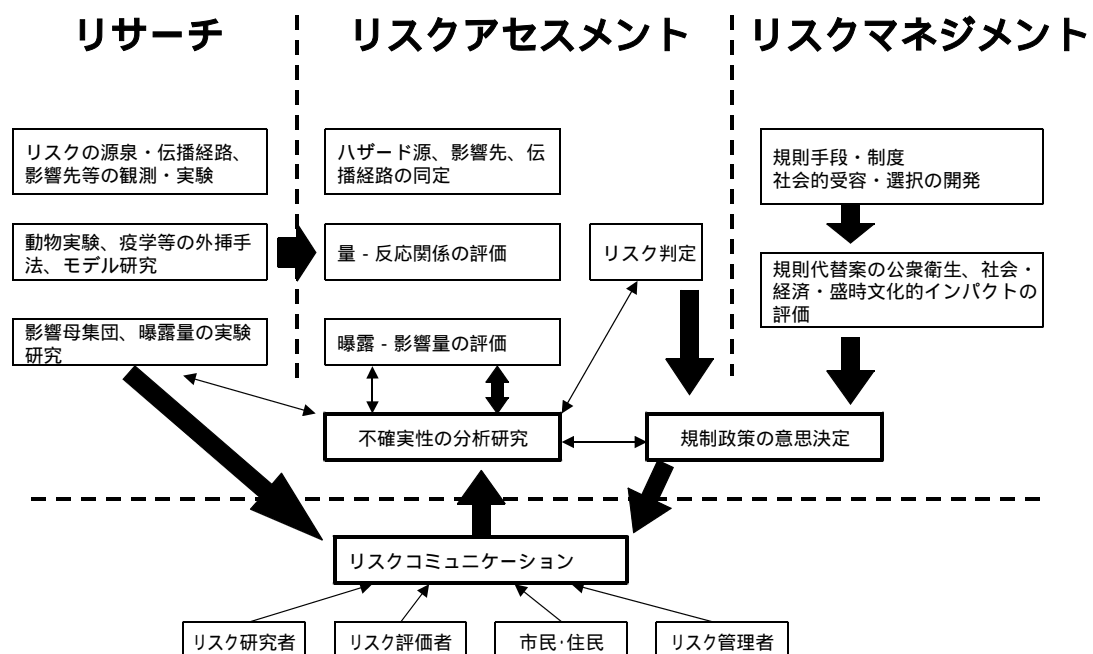 リサーチ
リスクアセスメント
リスクマネジメント
リスクの源泉・伝播経路、
影響先等の観測・実験
ハザード源、影響先、伝
播経路の同定
規則手段・制度
社会的受容・選択の開発
動物実験、疫学等の外挿手
法、モデル研究
量 - 反応関係の評価
リスク判定
規則代替案の公衆衛生、社会・
経済・盛時文化的インパクトの
評価
影響母集団、曝露量の実験
研究
曝露 - 影響量の評価
不確実性の分析研究
規制政策の意思決定
リスクコミュニケーション
リスク研究者
リスク評価者
市民·住民
リスク管理者